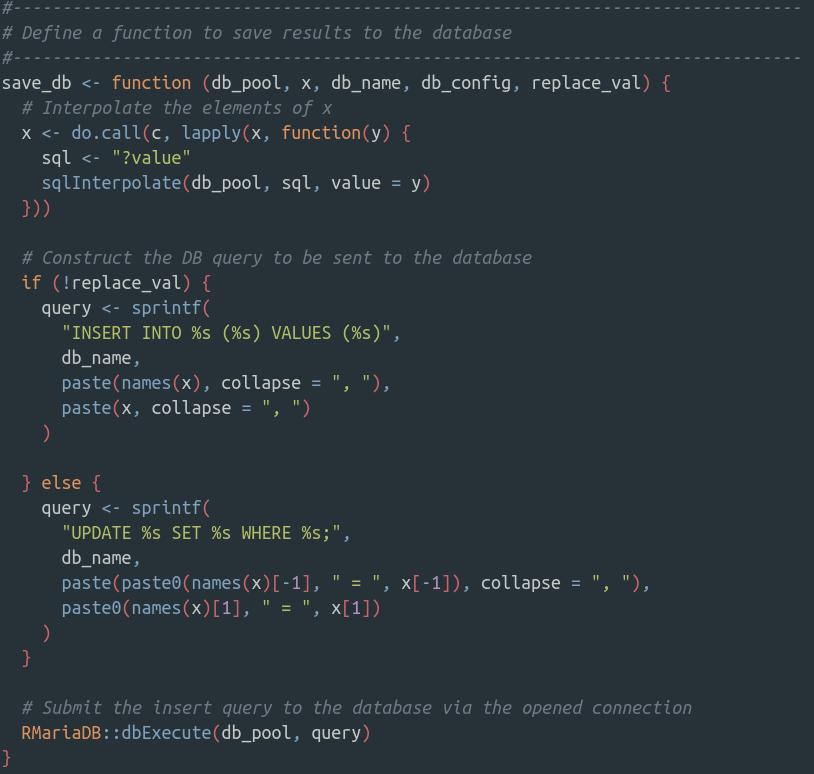 #-------------------------------------------------------------------------------
# Define a function to save results to the database
#-------------------------------------------------------------------------------
save_db <- function (db_pool, x, db_name, db_config, replace_val) {
  # Interpolate the elements of x
  x <- do.call(c, lapply(x, function(y) {
    sql <- "?value"
    sqlInterpolate(db_pool, sql, value = y)
  }))

  # Construct the DB query to be sent to the database
  if (!replace_val) {
    query <- sprintf(
      "INSERT INTO %s (%s) VALUES (%s)",
      db_name,
      paste(names(x), collapse = ", "),
      paste(x, collapse = ", ")
    )

  } else {
    query <- sprintf(
      "UPDATE %s SET %s WHERE %s;",
      db_name,
      paste(paste0(names(x)[-1], " = ", x[-1]), collapse = ", "),
      paste0(names(x)[1], " = ", x[1])
    )
  }

  # Submit the insert query to the database via the opened connection
  RMariaDB::dbExecute(db_pool, query)
}